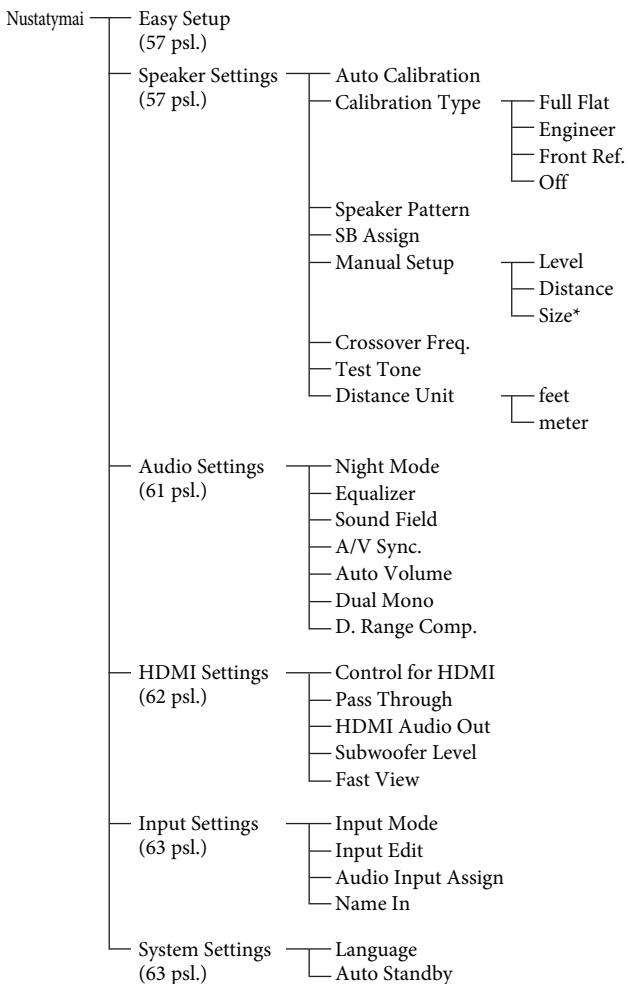 Nustatymai
Easy Setup
(57 psl.)
Speaker Settings
(57 psl.)
Auto Calibration
Calibration Type
Full Flat
Engineer
Front Ref.
Off
Speaker Pattern
SB Assign
Manual Setup
Level
Distance
Size*
Crossover Freq.
Test Tone
Distance Unit
feet
meter
Audio Settings
(61 psl.)
Night Mode
Equalizer
Sound Field
A/V Sync.
Auto Volume
Dual Mono
D. Range Comp.
HDMI Settings
(62 psl.)
Control for HDMI
Pass Through
HDMI Audio Out
Subwoofer Level
Fast View
Input Settings
(63 psl.)
Input Mode
Input Edit
Audio Input Assign
Name In
System Settings
(63 psl.)
Language
Auto Standby